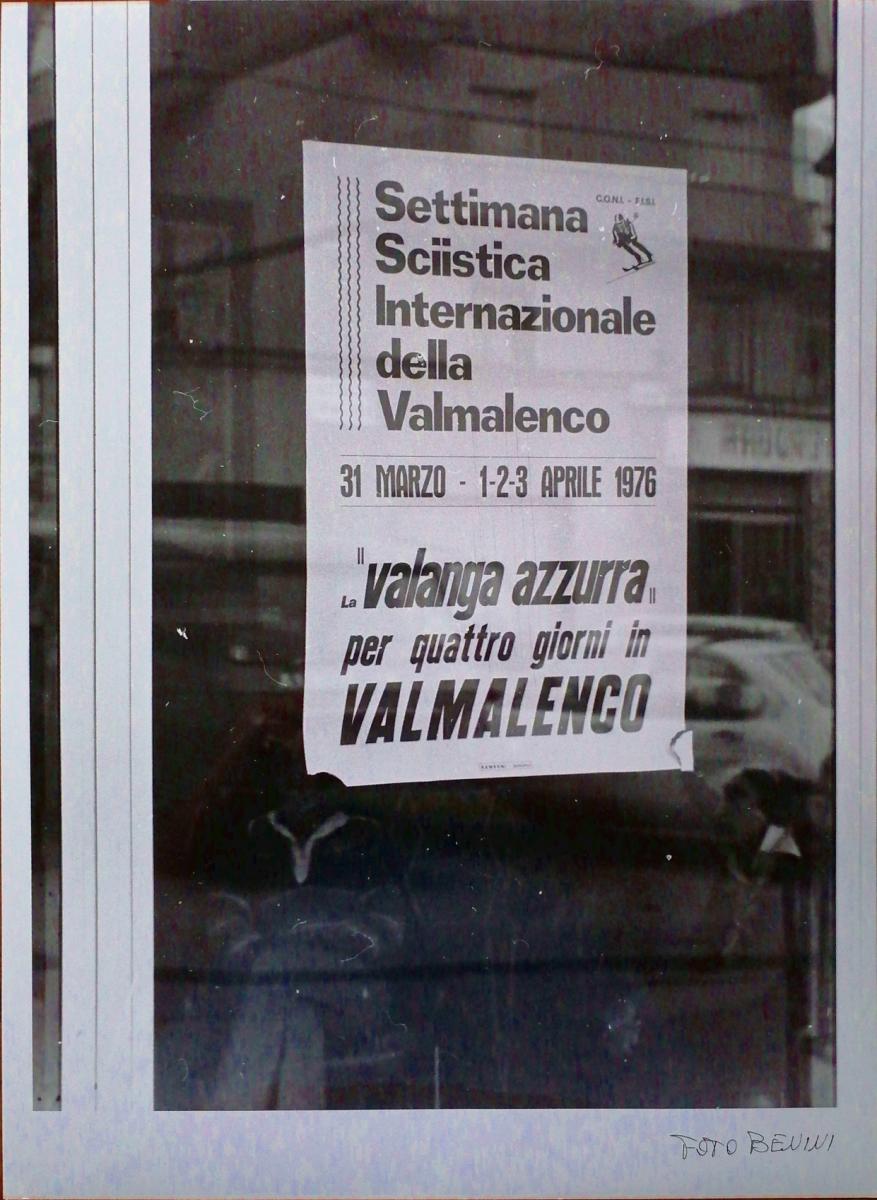 Settimana
C.O.N.I. - F.I.S.I.
Sciistica
Internazionale
della
Valmalenco
31 MARZO - 1-2-3 APRILE 1976
La "valanga azzurra"
per quattro giorni in
VALMALENCO
FOTO BENINI